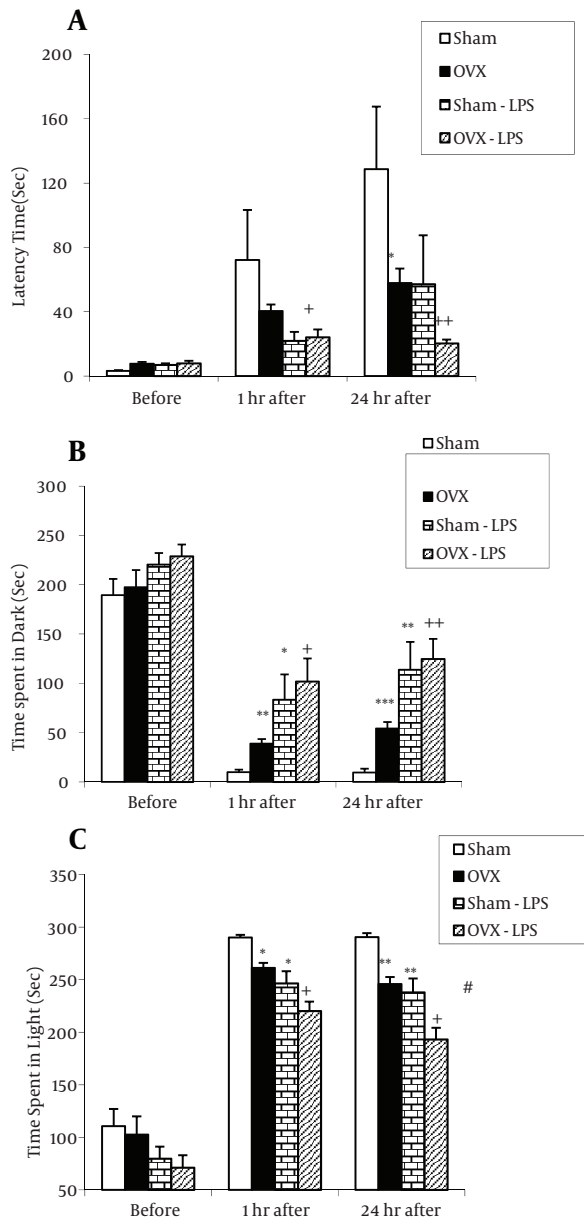 A
Sham
OVX
Sham - LPS
OVX - LPS
200
160
120
80
40
0
Latency Time(Sec)
*
+
++
Before
1 hr after
24 hr after
B
Sham
OVX
Sham - LPS
OVX - LPS
300
250
200
150
100
50
0
Time spent in Dark (Sec)
**
*
+
***
**
++
Before
1 hr after
24 hr after
C
Sham
OVX
Sham - LPS
OVX - LPS
350
300
250
200
150
100
50
Time Spent in Light (Sec)
*
*
+
**
**
+
#
Before
1 hr after
24 hr after